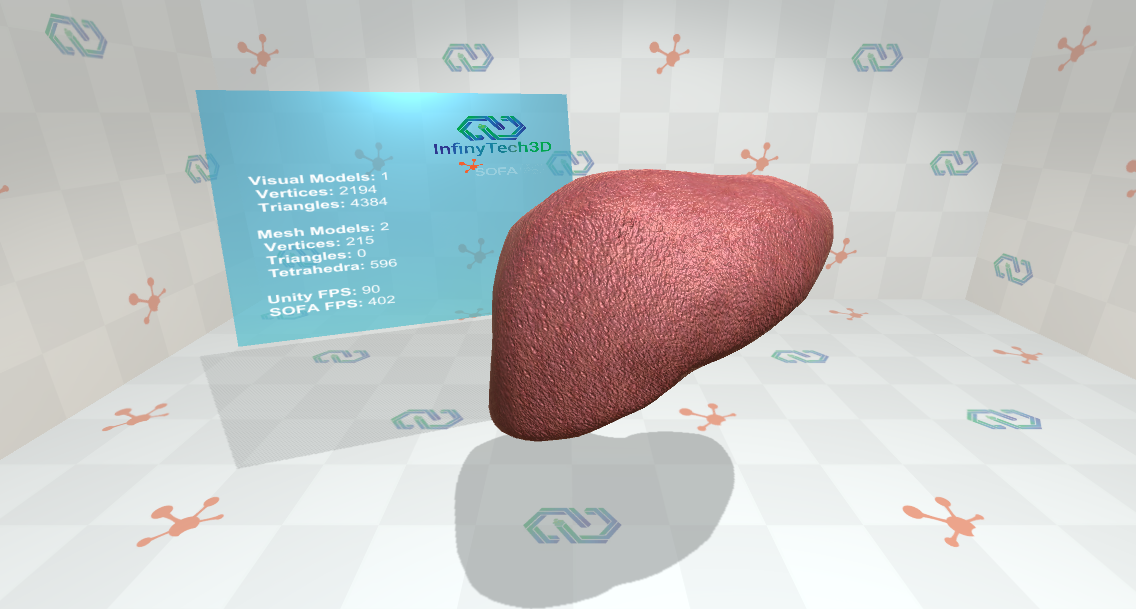 InfinyTech3D
SOFA
Visual Models: 1
Vertices: 2194
Triangles: 4384
Mesh Models: 2
Vertices: 215
Triangles: 0
Tetrahedra: 596
Unity FPS: 90
SOFA FPS: 402